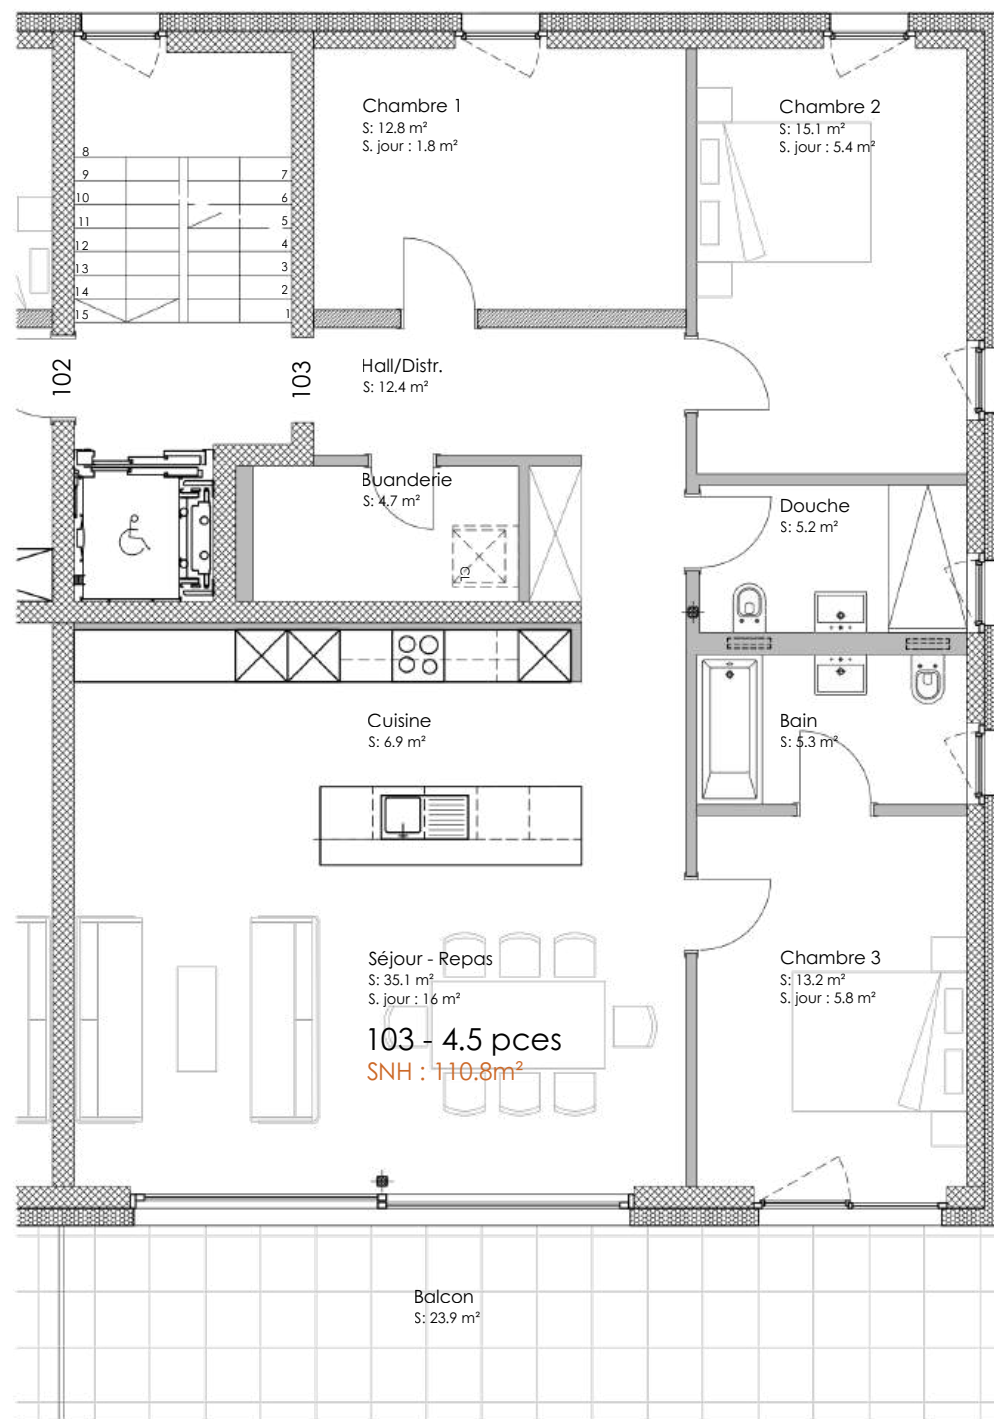 Chambre 1
S: 12.8 m²
S. jour : 1.8 m²
Chambre 2
S: 15.1 m²
S. jour : 5.4 m²
8
9
10
11
12
13
14
15
7
6
5
4
3
2
1
102
103
Hall/Distr.
S: 12.4 m²
Buanderie
S: 4.7 m²
Douche
S: 5.2 m²
Cuisine
S: 6.9 m²
Bain
S: 5.3 m²
Séjour - Repas
S: 35.1 m²
S. jour : 16 m²
103 - 4.5 pces
SNH : 110.8m²
Chambre 3
S: 13.2 m²
S. jour : 5.8 m²
Balcon
S: 23.9 m²